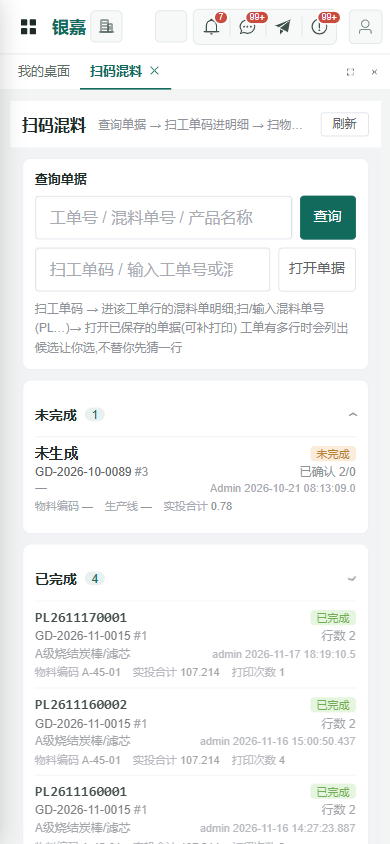 银嘉
7
99+
99+
我的桌面
扫码混料
扫码混料
查询单据 → 扫工单码进明细 → 扫物…
刷新
查询单据
工单号 / 混料单号 / 产品名称
查询
扫工单码 / 输入工单号或混
打开单据
扫工单码 → 进该工单行的混料单明细;扫/输入混料单号
(PL…)→ 打开已保存的单据(可补打印) 工单有多行时会列出
候选让你选,不替你先猜一行
未完成 1
未生成
未完成
GD-2026-10-0089 #3
已确认 2/0
—
Admin 2026-10-21 08:13:09.0
物料编码 — 生产线 — 实投合计 0.78
已完成 4
PL2611170001
已完成
GD-2026-11-0015 #1
行数 2
A级烧结炭棒/滤芯
admin 2026-11-17 18:19:10.5
物料编码 A-45-01 实投合计 107.214 打印次数 1
PL2611160002
已完成
GD-2026-11-0015 #1
行数 2
A级烧结炭棒/滤芯
admin 2026-11-16 15:00:50.437
物料编码 A-45-01 实投合计 107.214 打印次数 4
PL2611160001
已完成
GD-2026-11-0015 #1
行数 2
A级烧结炭棒/滤芯
admin 2026-11-16 14:27:23.887